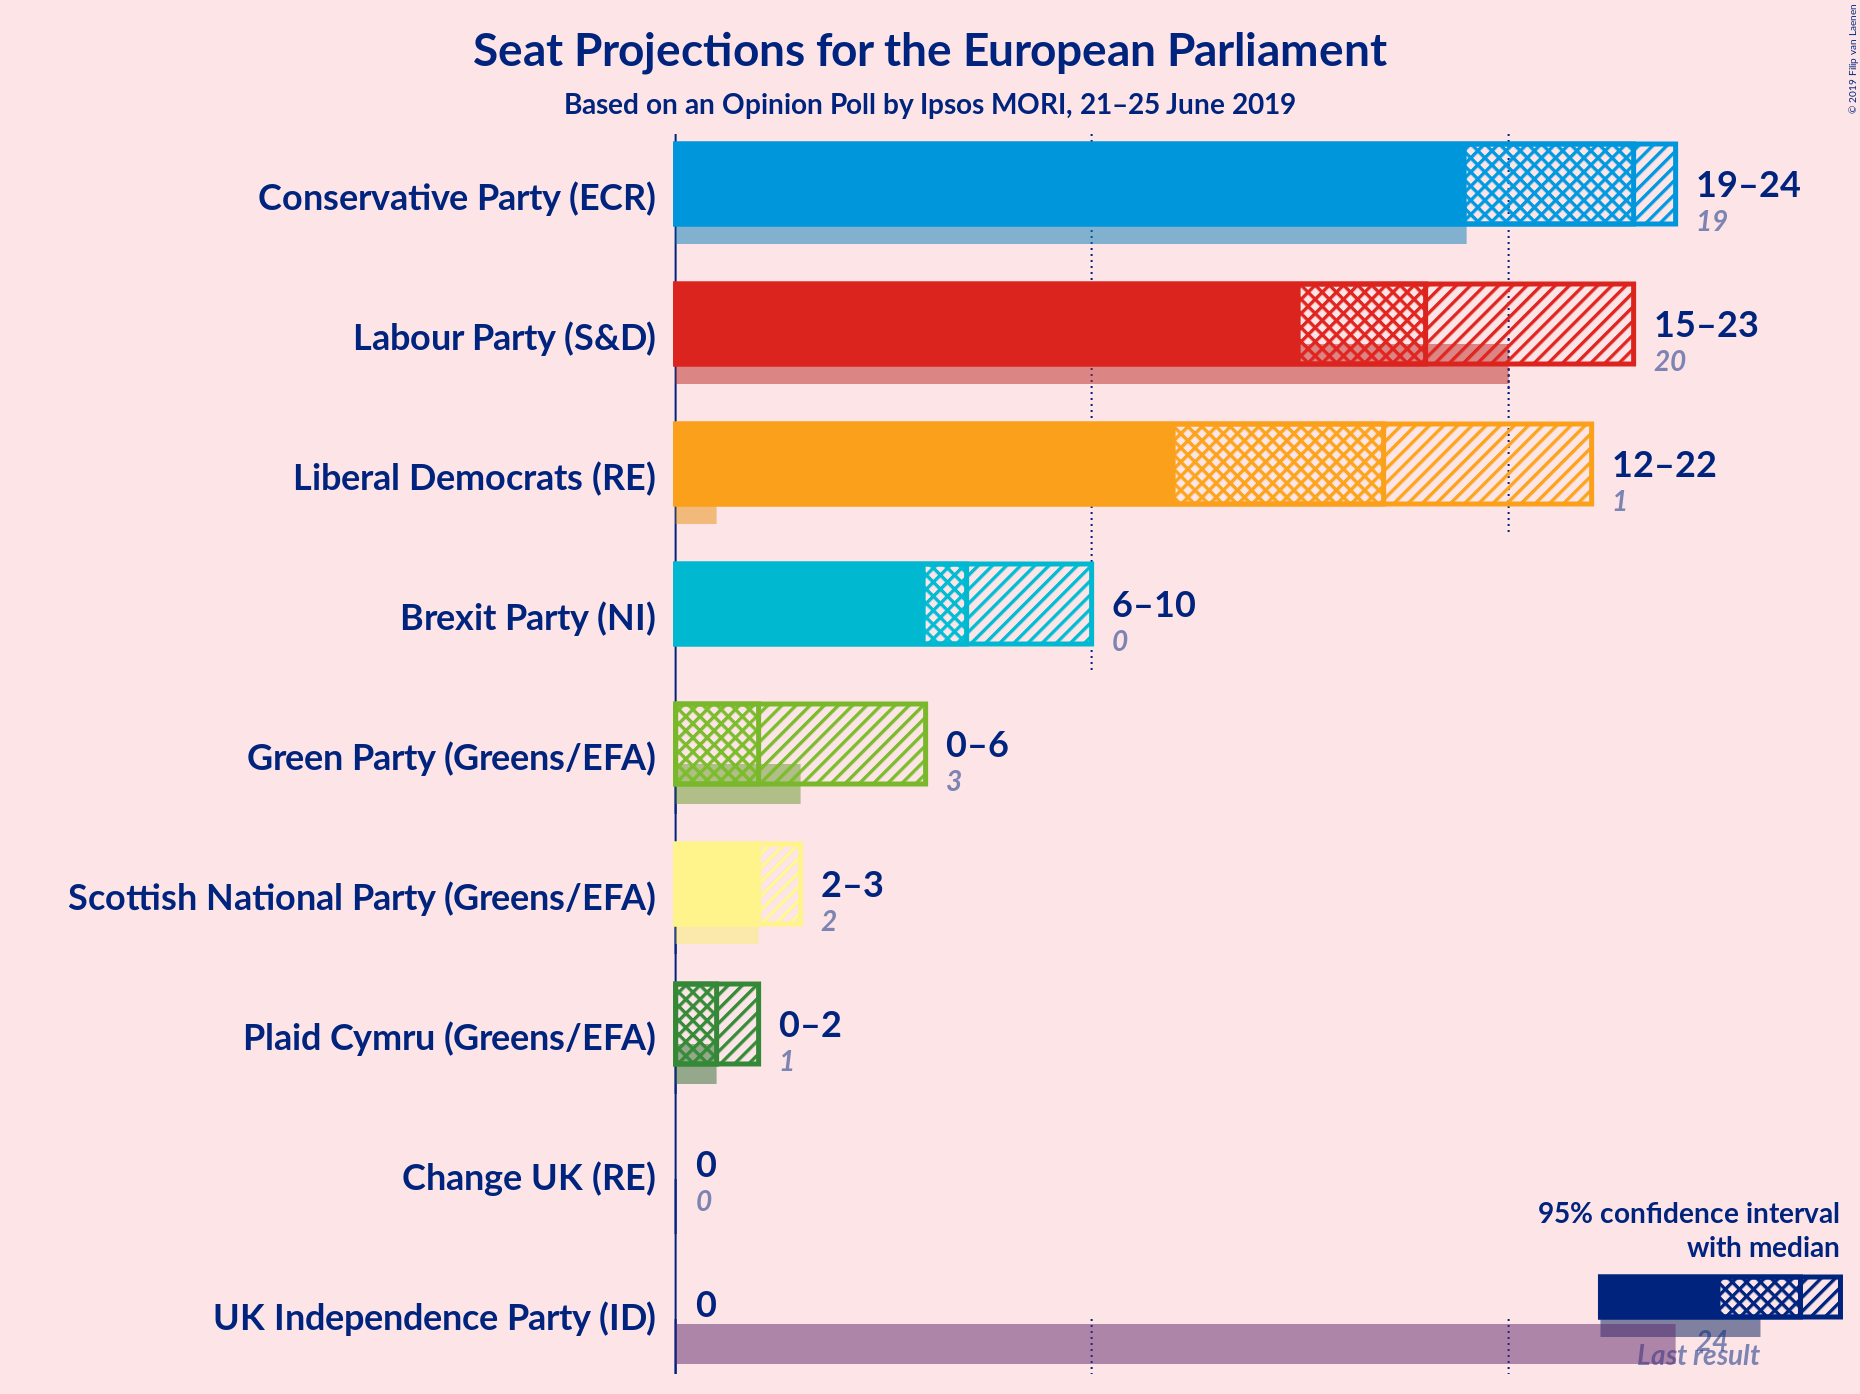 Seat Projections for the European Parliament
Based on an Opinion Poll by Ipsos MORI, 21–25 June 2019
© 2019 Filip van Laenen
Conservative Party (ECR)
19–24
19
Labour Party (S&D)
15–23
20
Liberal Democrats (RE)
12–22
1
Brexit Party (NI)
6–10
0
Green Party (Greens/EFA)
0–6
3
Scottish National Party (Greens/EFA)
2–3
2
Plaid Cymru (Greens/EFA)
0–2
1
Change UK (RE)
0
0
UK Independence Party (ID)
0
24
95% confidence interval
with median
Last result